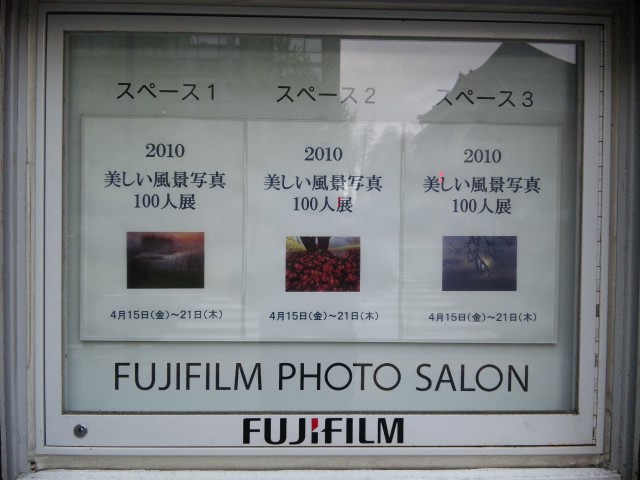 スペース1
2010
美しい風景写真
100人展
4月15日(金)～21日(木)
スペース2
2010
美しい風景写真
100人展
4月15日(金)～21日(木)
スペース3
2010
美しい風景写真
100人展
4月15日(金)～21日(木)
FUJIFILM PHOTO SALON
FUJIFILM